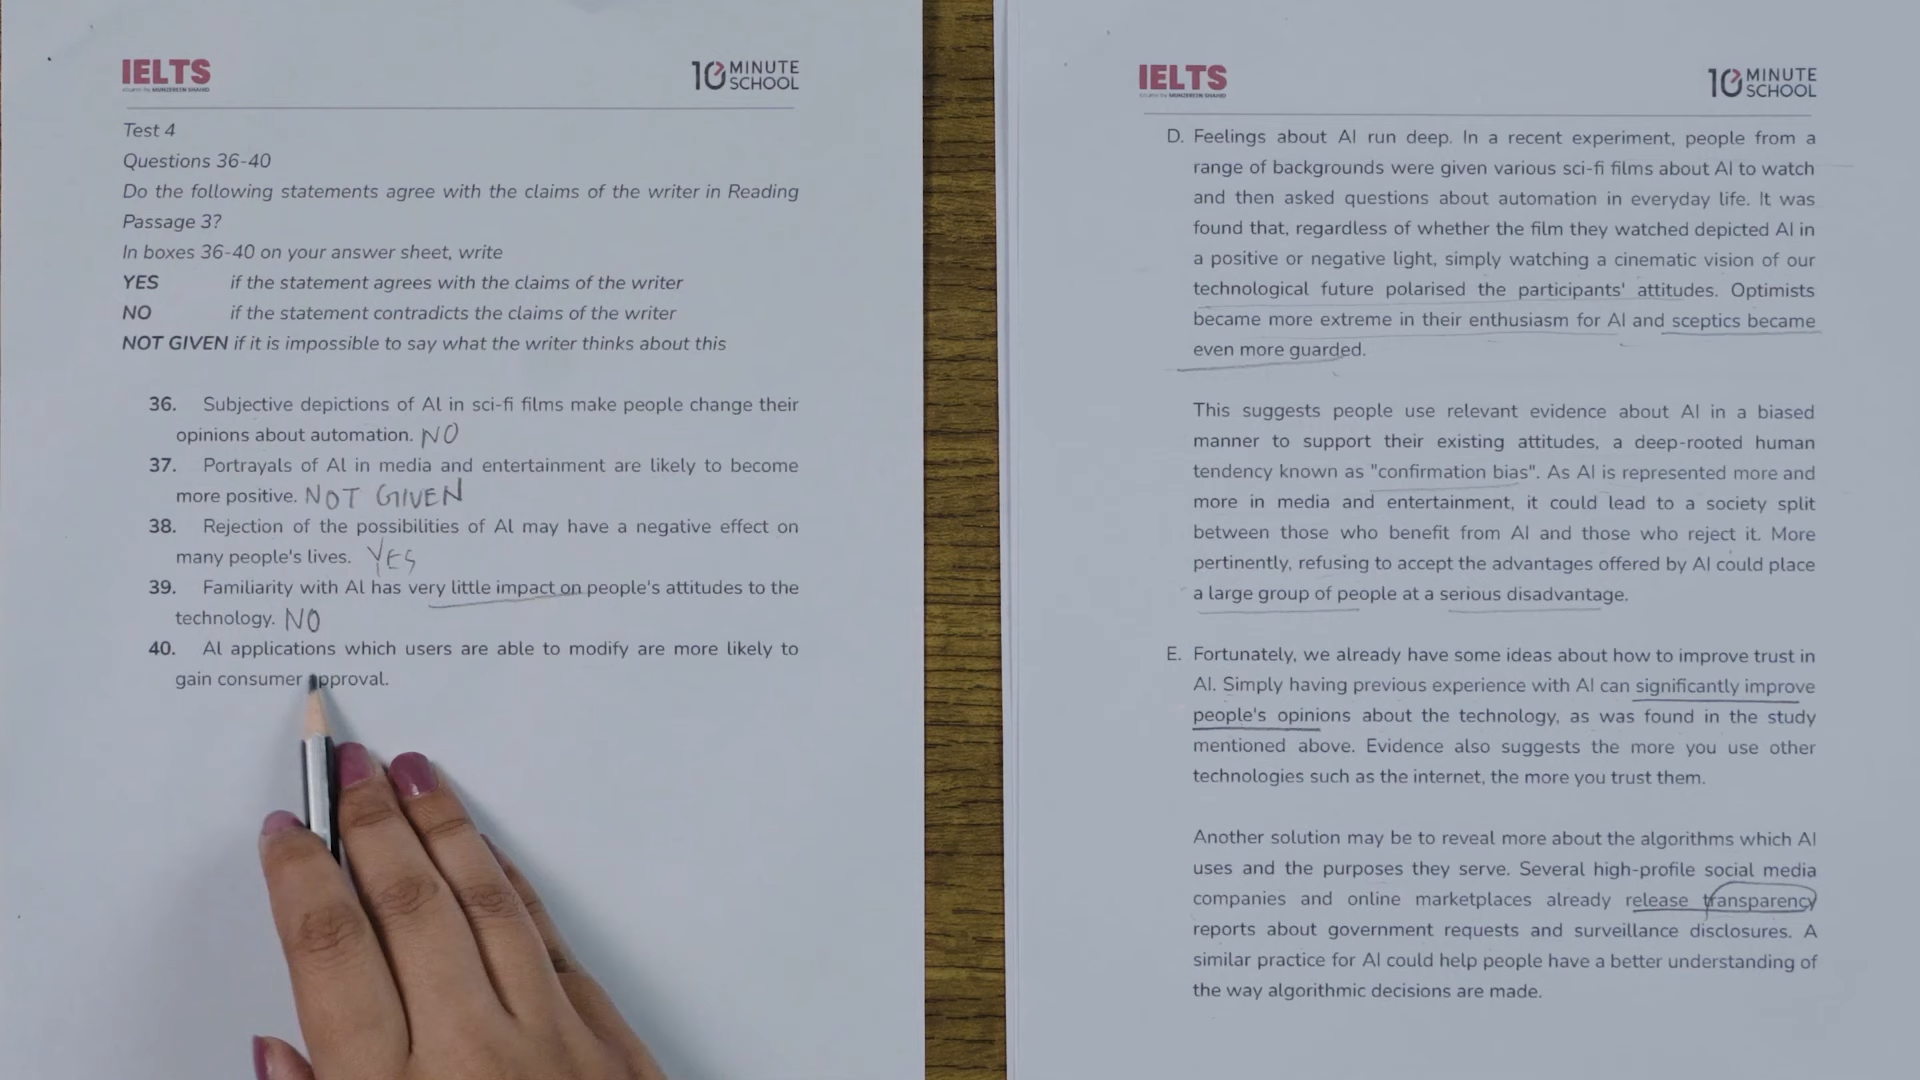 IELTS
course by MUNZEREEN SHAHID
10 MINUTE SCHOOL
Test 4
Questions 36-40
Do the following statements agree with the claims of the writer in Reading
Passage 3?
In boxes 36-40 on your answer sheet, write
YES if the statement agrees with the claims of the writer
NO if the statement contradicts the claims of the writer
NOT GIVEN if it is impossible to say what the writer thinks about this
36. Subjective depictions of AI in sci-fi films make people change their
opinions about automation. NO
37. Portrayals of AI in media and entertainment are likely to become
more positive. NOT GIVEN
38. Rejection of the possibilities of AI may have a negative effect on
many people's lives. YES
39. Familiarity with AI has very little impact on people's attitudes to the
technology. NO
40. AI applications which users are able to modify are more likely to
gain consumer approval.
IELTS
course by MUNZEREEN SHAHID
10 MINUTE SCHOOL
D. Feelings about AI run deep. In a recent experiment, people from a
range of backgrounds were given various sci-fi films about AI to watch
and then asked questions about automation in everyday life. It was
found that, regardless of whether the film they watched depicted AI in
a positive or negative light, simply watching a cinematic vision of our
technological future polarised the participants' attitudes. Optimists
became more extreme in their enthusiasm for AI and sceptics became
even more guarded.
This suggests people use relevant evidence about AI in a biased
manner to support their existing attitudes, a deep-rooted human
tendency known as "confirmation bias". As AI is represented more and
more in media and entertainment, it could lead to a society split
between those who benefit from AI and those who reject it. More
pertinently, refusing to accept the advantages offered by AI could place
a large group of people at a serious disadvantage.
E. Fortunately, we already have some ideas about how to improve trust in
AI. Simply having previous experience with AI can significantly improve
people's opinions about the technology, as was found in the study
mentioned above. Evidence also suggests the more you use other
technologies such as the internet, the more you trust them.
Another solution may be to reveal more about the algorithms which AI
uses and the purposes they serve. Several high-profile social media
companies and online marketplaces already release transparency
reports about government requests and surveillance disclosures. A
similar practice for AI could help people have a better understanding of
the way algorithmic decisions are made.